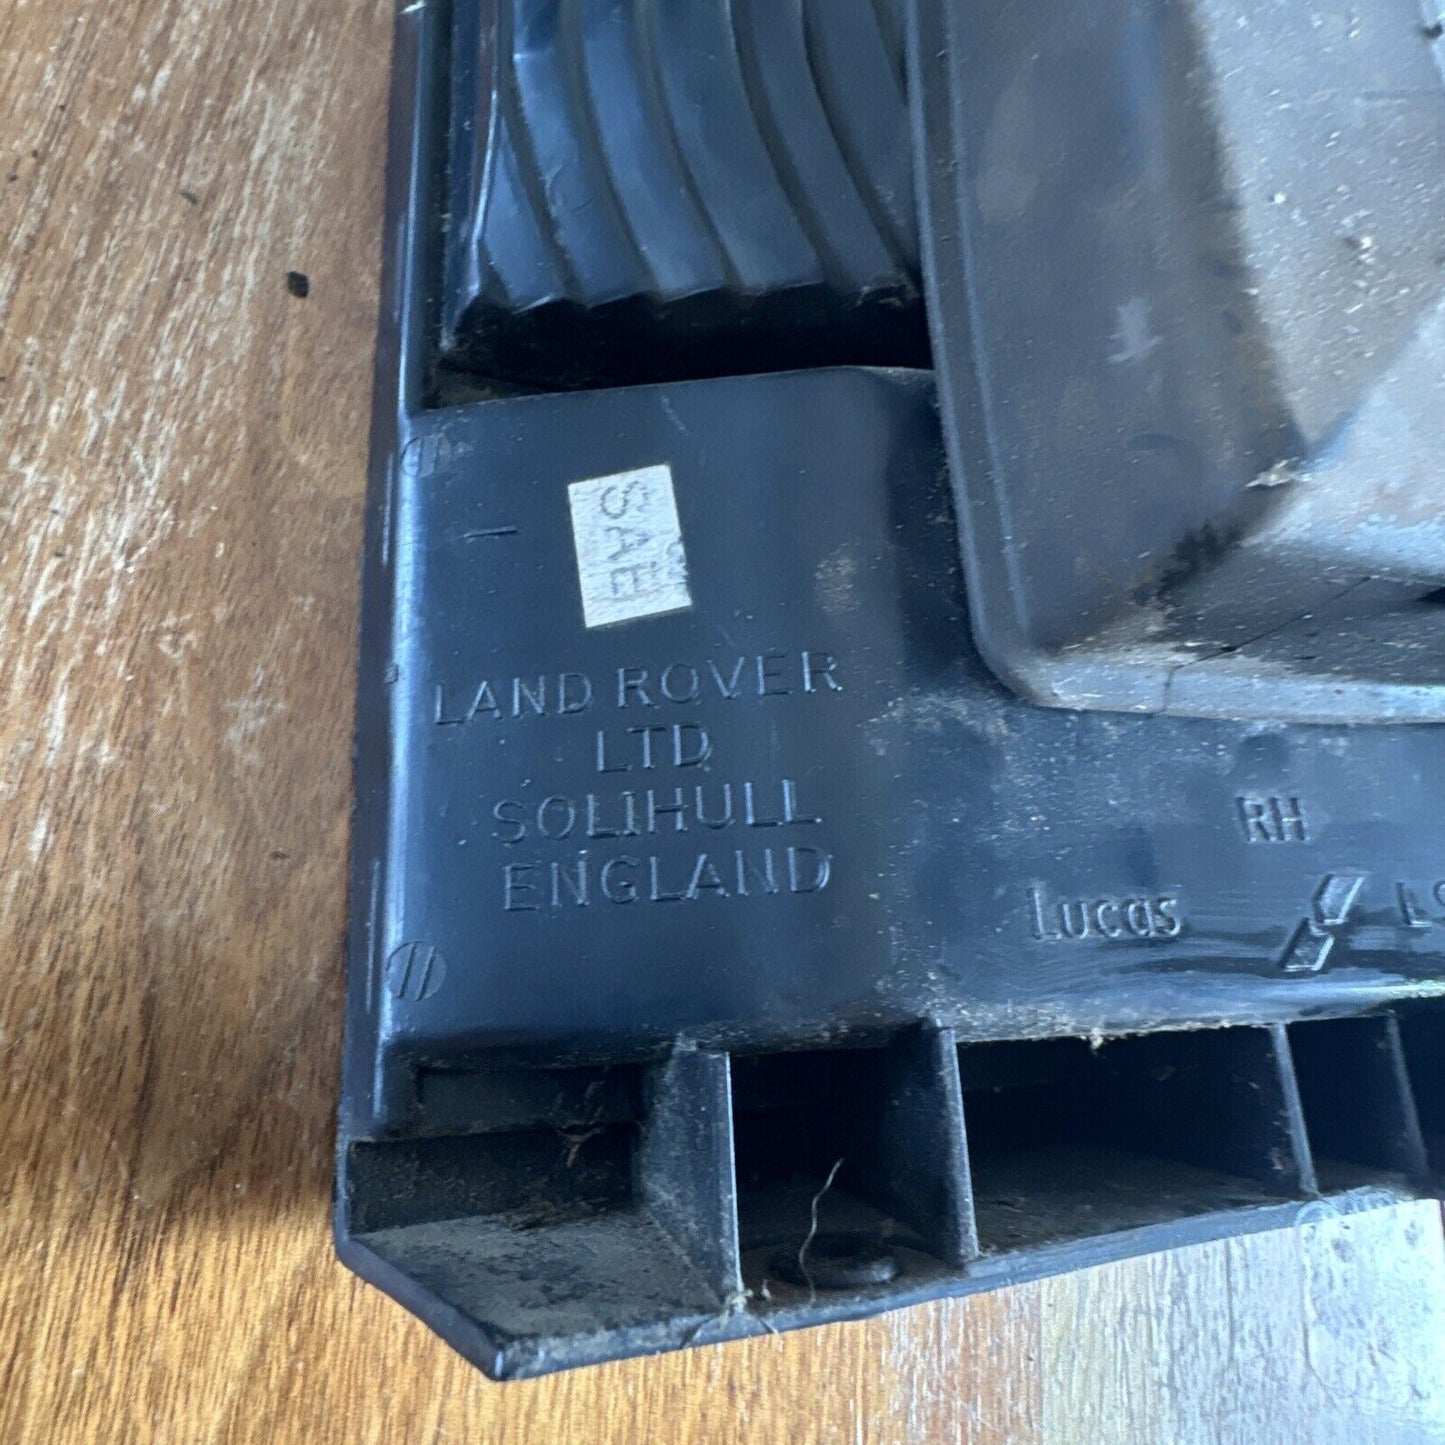 SAE
LAND ROVER
LTD
SOLIHULL
ENGLAND
RH
Lucas